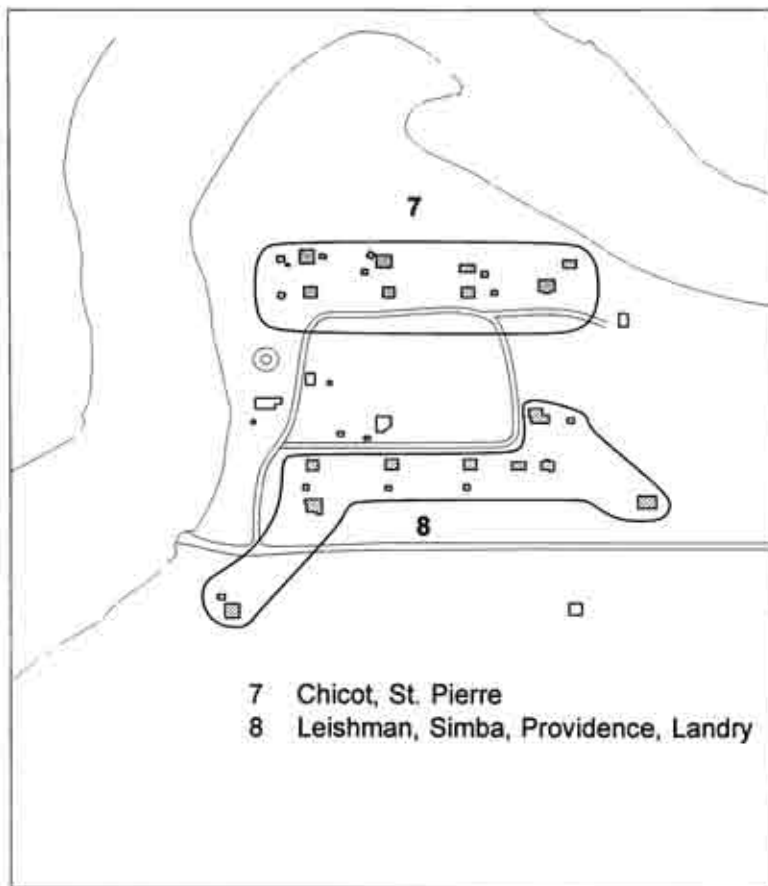 7
8
7 Chicot, St. Pierre
8 Leishman, Simba, Providence, Landry